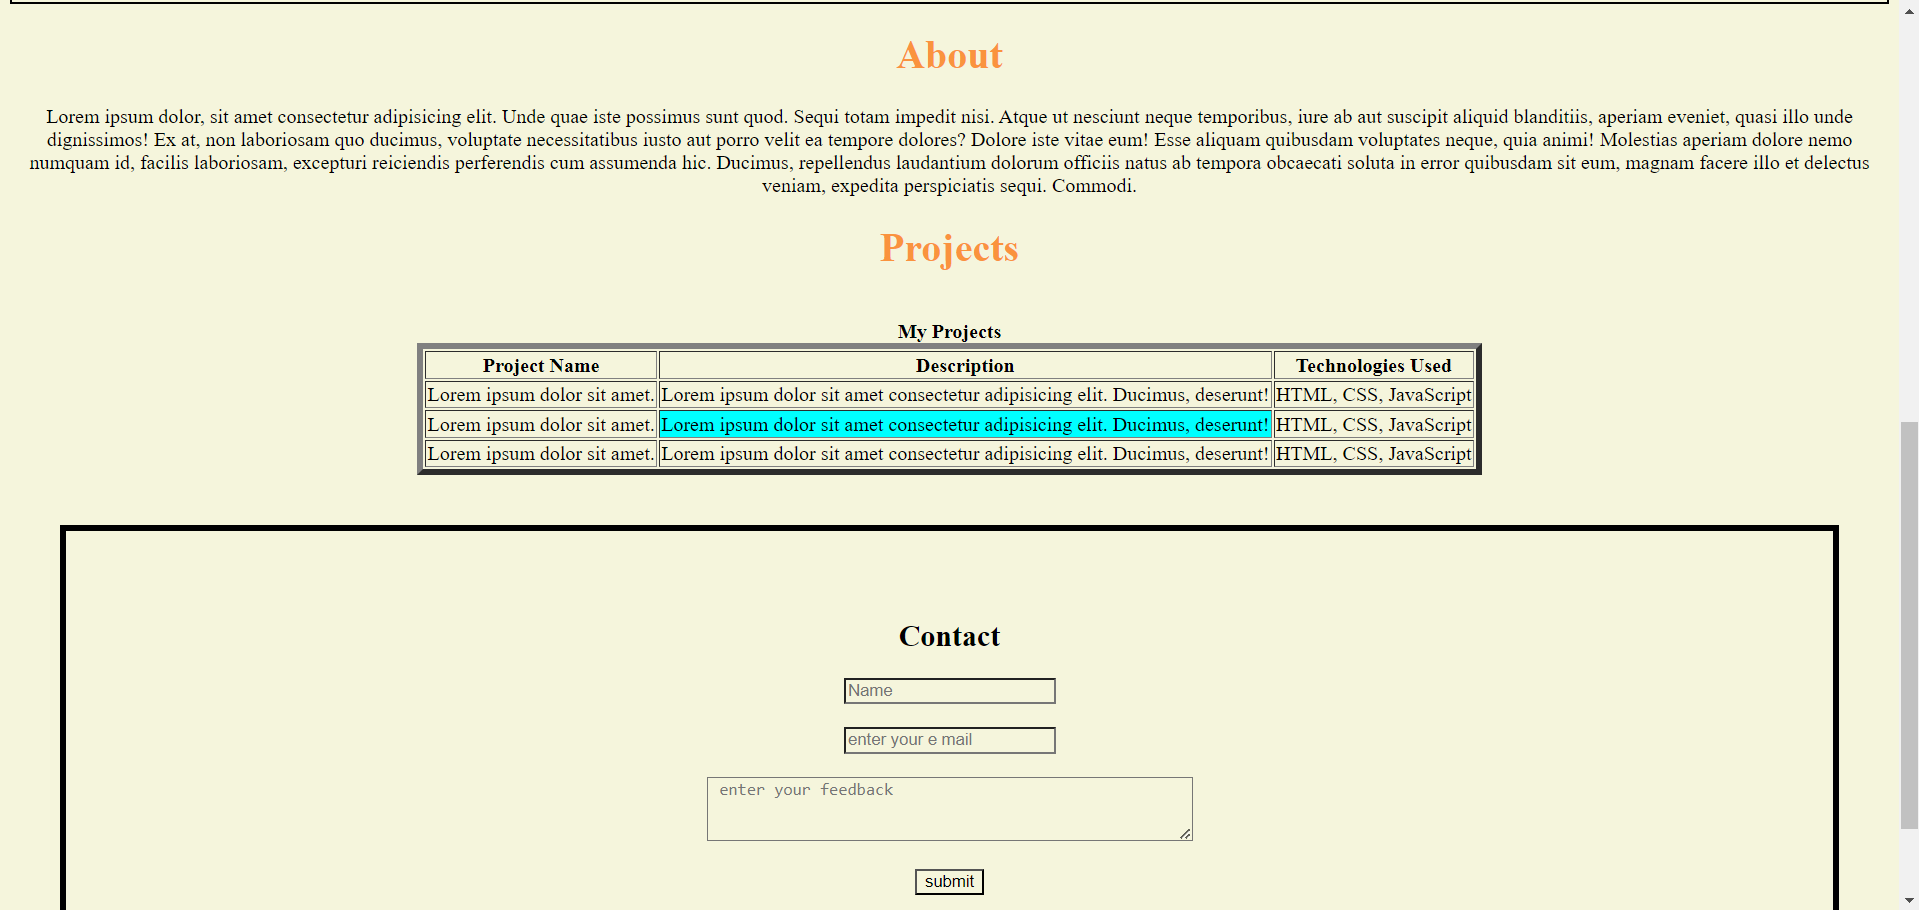 About
Lorem ipsum dolor, sit amet consectetur adipisicing elit. Unde quae iste possimus sunt quod. Sequi totam impedit nisi. Atque ut nesciunt neque temporibus, iure ab aut suscipit aliquid blanditiis, aperiam eveniet, quasi illo unde
dignissimos! Ex at, non laboriosam quo ducimus, voluptate necessitatibus iusto aut porro velit ea tempore dolores? Dolore iste vitae eum! Esse aliquam quibusdam voluptates neque, quia animi! Molestias aperiam dolore nemo
numquam id, facilis laboriosam, excepturi reiciendis perferendis cum assumenda hic. Ducimus, repellendus laudantium dolorum officiis natus ab tempora obcaecati soluta in error quibusdam sit eum, magnam facere illo et delectus
veniam, expedita perspiciatis sequi. Commodi.
Projects
My Projects
Project Name Description Technologies Used
Lorem ipsum dolor sit amet. Lorem ipsum dolor sit amet consectetur adipisicing elit. Ducimus, deserunt! HTML, CSS, JavaScript
Lorem ipsum dolor sit amet. Lorem ipsum dolor sit amet consectetur adipisicing elit. Ducimus, deserunt! HTML, CSS, JavaScript
Lorem ipsum dolor sit amet. Lorem ipsum dolor sit amet consectetur adipisicing elit. Ducimus, deserunt! HTML, CSS, JavaScript
Contact
Name
enter your e mail
enter your feedback
submit